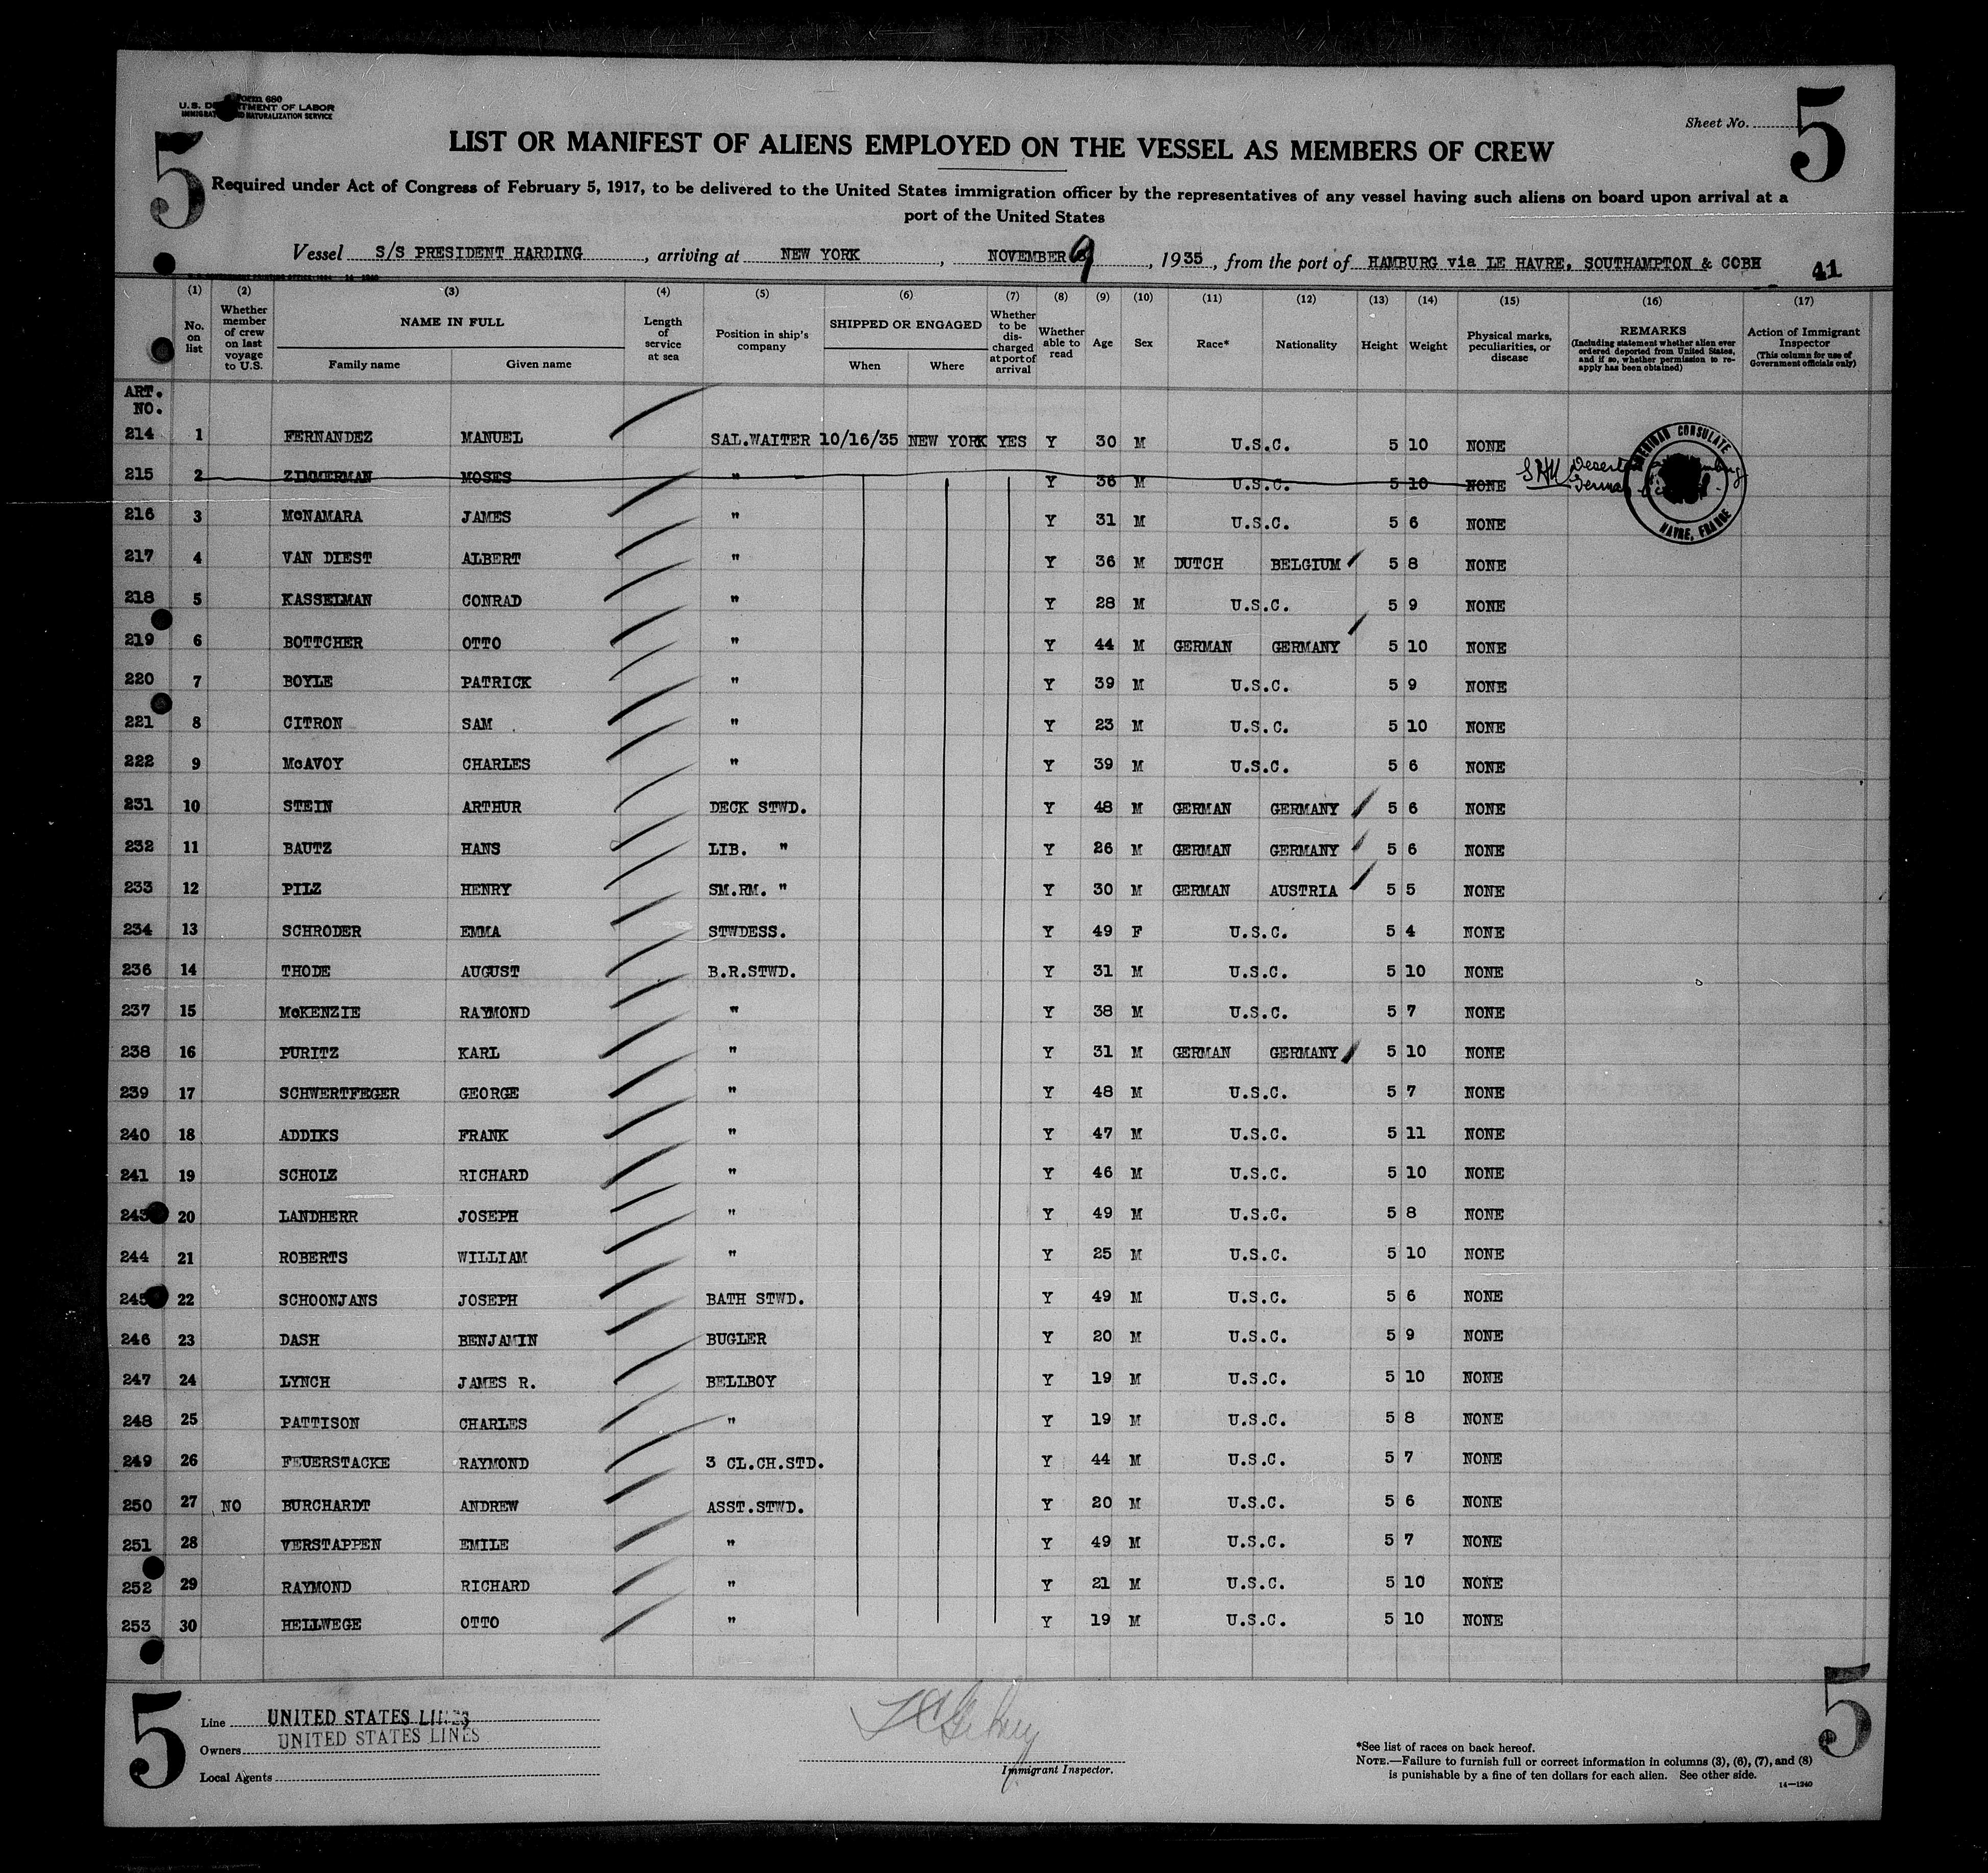 Form 680
U. S. DEPARTMENT OF LABOR
IMMIGRATION AND NATURALIZATION SERVICE
5
Sheet No. 5
LIST OR MANIFEST OF ALIENS EMPLOYED ON THE VESSEL AS MEMBERS OF CREW
Required under Act of Congress of February 5, 1917, to be delivered to the United States immigration officer by the representatives of any vessel having such aliens on board upon arrival at a
port of the United States
Vessel S/S PRESIDENT HARDING, arriving at NEW YORK, NOVEMBER 9, 1935, from the port of HAMBURG via LE HAVRE, SOUTHAMPTON & COBH 41
(1) No. on list
(2) Whether member of crew on last voyage to U.S.
(3) NAME IN FULL Family name Given name
(4) Length of service at sea
(5) Position in ship's company
(6) SHIPPED OR ENGAGED When Where
(7) Whether to be discharged at port of arrival
(8) Whether able to read
(9) Age
(10) Sex
(11) Race*
(12) Nationality
(13) Height
(14) Weight
(15) Physical marks, peculiarities, or disease
(16) REMARKS (Including statement whether alien ever ordered deported from United States, and if so, whether permission to reapply has been obtained)
(17) Action of Immigrant Inspector (This column for use of Government officials only)
ART. NO.
214 1 FERNANDEZ MANUEL SAL.WAITER 10/16/35 NEW YORK YES Y 30 M U.S.C. 5 10 NONE
215 2 ZIMMERMAN MOSES " Y 36 M U.S.C. 5 10 NONE
AMERICAN CONSULATE
HAVRE, FRANCE
216 3 McNAMARA JAMES " Y 31 M U.S.C. 5 6 NONE
217 4 VAN DIEST ALBERT " Y 36 M DUTCH BELGIUM 5 8 NONE
218 5 KASSELMAN CONRAD " Y 28 M U.S.C. 5 9 NONE
219 6 BOTTCHER OTTO " Y 44 M GERMAN GERMANY 5 10 NONE
220 7 BOYLE PATRICK " Y 39 M U.S.C. 5 9 NONE
221 8 CITRON SAM " Y 23 M U.S.C. 5 10 NONE
222 9 McAVOY CHARLES " Y 39 M U.S.C. 5 6 NONE
231 10 STEIN ARTHUR DECK STWD. Y 48 M GERMAN GERMANY 5 6 NONE
232 11 BAUTZ HANS LIB. " Y 26 M GERMAN GERMANY 5 6 NONE
233 12 PILZ HENRY SM.RM. " Y 30 M GERMAN AUSTRIA 5 5 NONE
234 13 SCHRODER EMMA STWDESS. Y 49 F U.S.C. 5 4 NONE
236 14 THODE AUGUST B.R.STWD. Y 31 M U.S.C. 5 10 NONE
237 15 McKENZIE RAYMOND " Y 38 M U.S.C. 5 7 NONE
238 16 PURITZ KARL " Y 31 M GERMAN GERMANY 5 10 NONE
239 17 SCHWERTFEGER GEORGE " Y 48 M U.S.C. 5 7 NONE
240 18 ADDIKS FRANK " Y 47 M U.S.C. 5 11 NONE
241 19 SCHOLZ RICHARD " Y 46 M U.S.C. 5 10 NONE
243 20 LANDHERR JOSEPH " Y 49 M U.S.C. 5 8 NONE
244 21 ROBERTS WILLIAM " Y 25 M U.S.C. 5 10 NONE
245 22 SCHOONJANS JOSEPH BATH STWD. Y 49 M U.S.C. 5 6 NONE
246 23 DASH BENJAMIN BUGLER Y 20 M U.S.C. 5 9 NONE
247 24 LYNCH JAMES R. BELLBOY Y 19 M U.S.C. 5 10 NONE
248 25 PATTISON CHARLES " Y 19 M U.S.C. 5 8 NONE
249 26 FEUERSTACKE RAYMOND 3 CL.CH.STD. Y 44 M U.S.C. 5 7 NONE
250 27 NO BURCHARDT ANDREW ASST.STWD. Y 20 M U.S.C. 5 6 NONE
251 28 VERSTAPPEN EMILE " Y 49 M U.S.C. 5 7 NONE
252 29 RAYMOND RICHARD " Y 21 M U.S.C. 5 10 NONE
253 30 HELLWEGE OTTO " Y 19 M U.S.C. 5 10 NONE
5
5
Line UNITED STATES LINES
Owners UNITED STATES LINES
Local Agents
Immigrant Inspector.
*See list of races on back hereof.
NOTE.—Failure to furnish full or correct information in columns (3), (6), (7), and (8)
is punishable by a fine of ten dollars for each alien. See other side.
14—1240